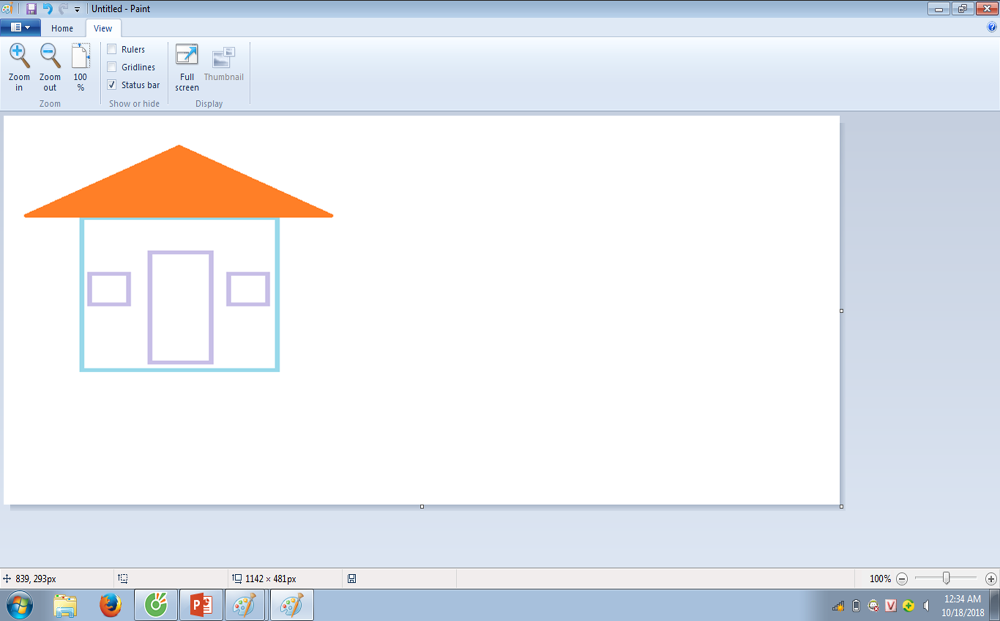 Untitled - Paint
Home View
Zoom in
Zoom out
100 %
Zoom
Rulers
Gridlines
Status bar
Show or hide
Full screen
Thumbnail
Display
839, 293px
1142 × 481px
100%
12:34 AM
10/18/2018